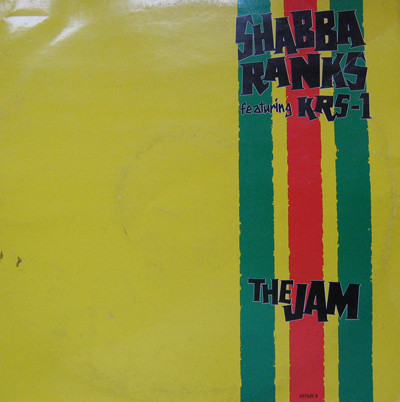 SHABBA
RANKS
featuring KRS-1
THE JAM